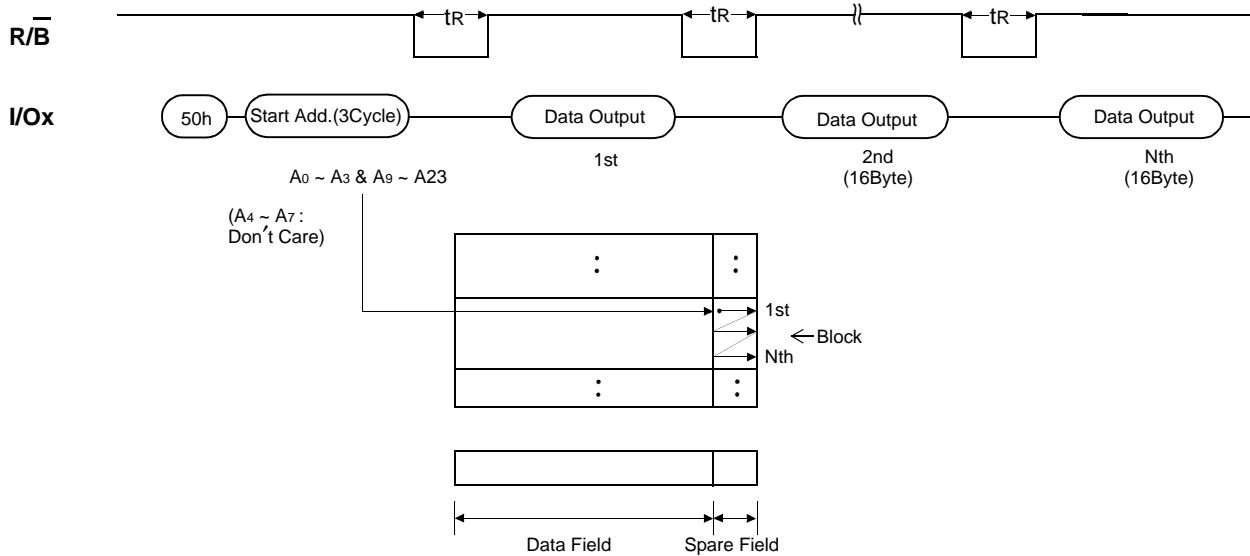 R/B
tR
tR
tR
I/Ox
50h
Start Add.(3Cycle)
Data Output
Data Output
Data Output
1st
2nd
(16Byte)
Nth
(16Byte)
A0 ~ A3 & A9 ~ A23
(A4 ~ A7 :
Don't Care)
1st
Block
Nth
Data Field
Spare Field